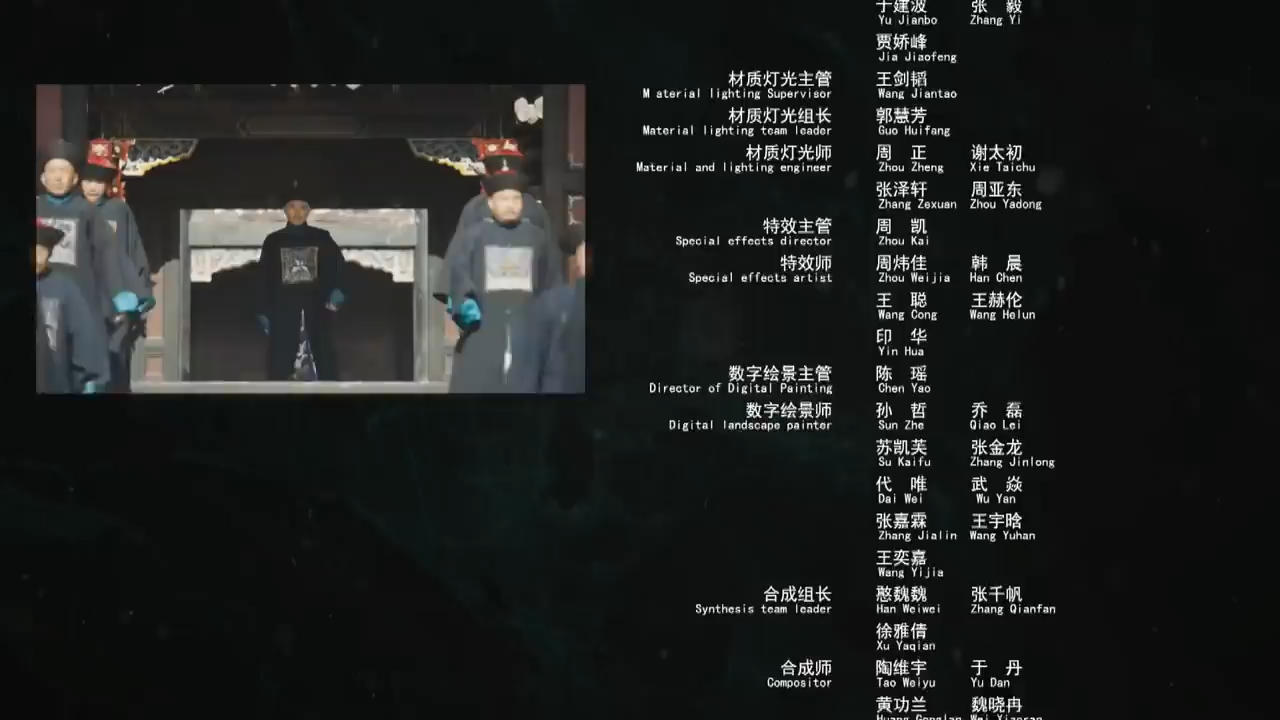 于建波 张 毅
Yu Jianbo Zhang Yi
贾娇峰
Jia Jiaofeng
材质灯光主管 王剑韬
M aterial lighting Supervisor Wang Jiantao
材质灯光组长 郭慧芳
Material lighting team leader Guo Huifang
材质灯光师 周 正 谢太初
Material and lighting engineer Zhou Zheng Xie Taichu
张泽轩 周亚东
Zhang Zexuan Zhou Yadong
特效主管 周 凯
Special effects director Zhou Kai
特效师 周炜佳 韩 晨
Special effects artist Zhou Weijia Han Chen
王 聪 王赫伦
Wang Cong Wang Helun
印 华
Yin Hua
数字绘景主管 陈 瑶
Director of Digital Painting Chen Yao
数字绘景师 孙 哲 乔 磊
Digital landscape painter Sun Zhe Qiao Lei
苏凯芙 张金龙
Su Kaifu Zhang Jinlong
代 唯 武 焱
Dai Wei Wu Yan
张嘉霖 王宇晗
Zhang Jialin Wang Yuhan
王奕嘉
Wang Yijia
合成组长 憨魏魏 张千帆
Synthesis team leader Han Weiwei Zhang Qianfan
徐雅倩
Xu Yaqian
合成师 陶维宇 于 丹
Compositor Tao Weiyu Yu Dan
黄功兰 魏晓冉
Huang Gonglan Wei Xiaoran